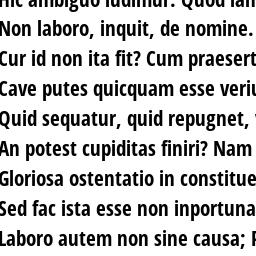 Hic ambiguo ludimur. Quod iam
Non laboro, inquit, de nomine.
Cur id non ita fit? Cum praesert
Cave putes quicquam esse veriu
Quid sequatur, quid repugnet,
An potest cupiditas finiri? Nam
Gloriosa ostentatio in constitue
Sed fac ista esse non inportuna
Laboro autem non sine causa;